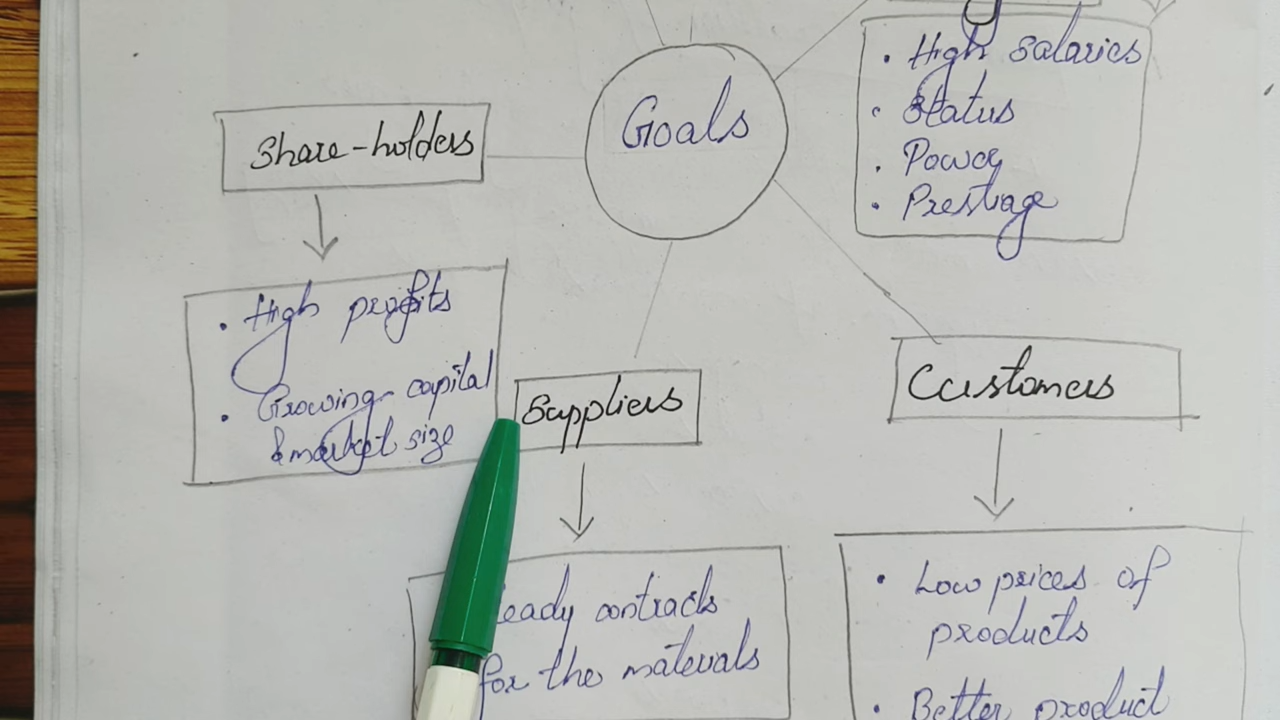 Goals
• High salaries
• Status
• Power
• Prestiage
Share-holders
• High profits
• Growing capital
& market size
Suppliers
eady contracts
for the materials
Customers
• Low prices of
products
• Better product